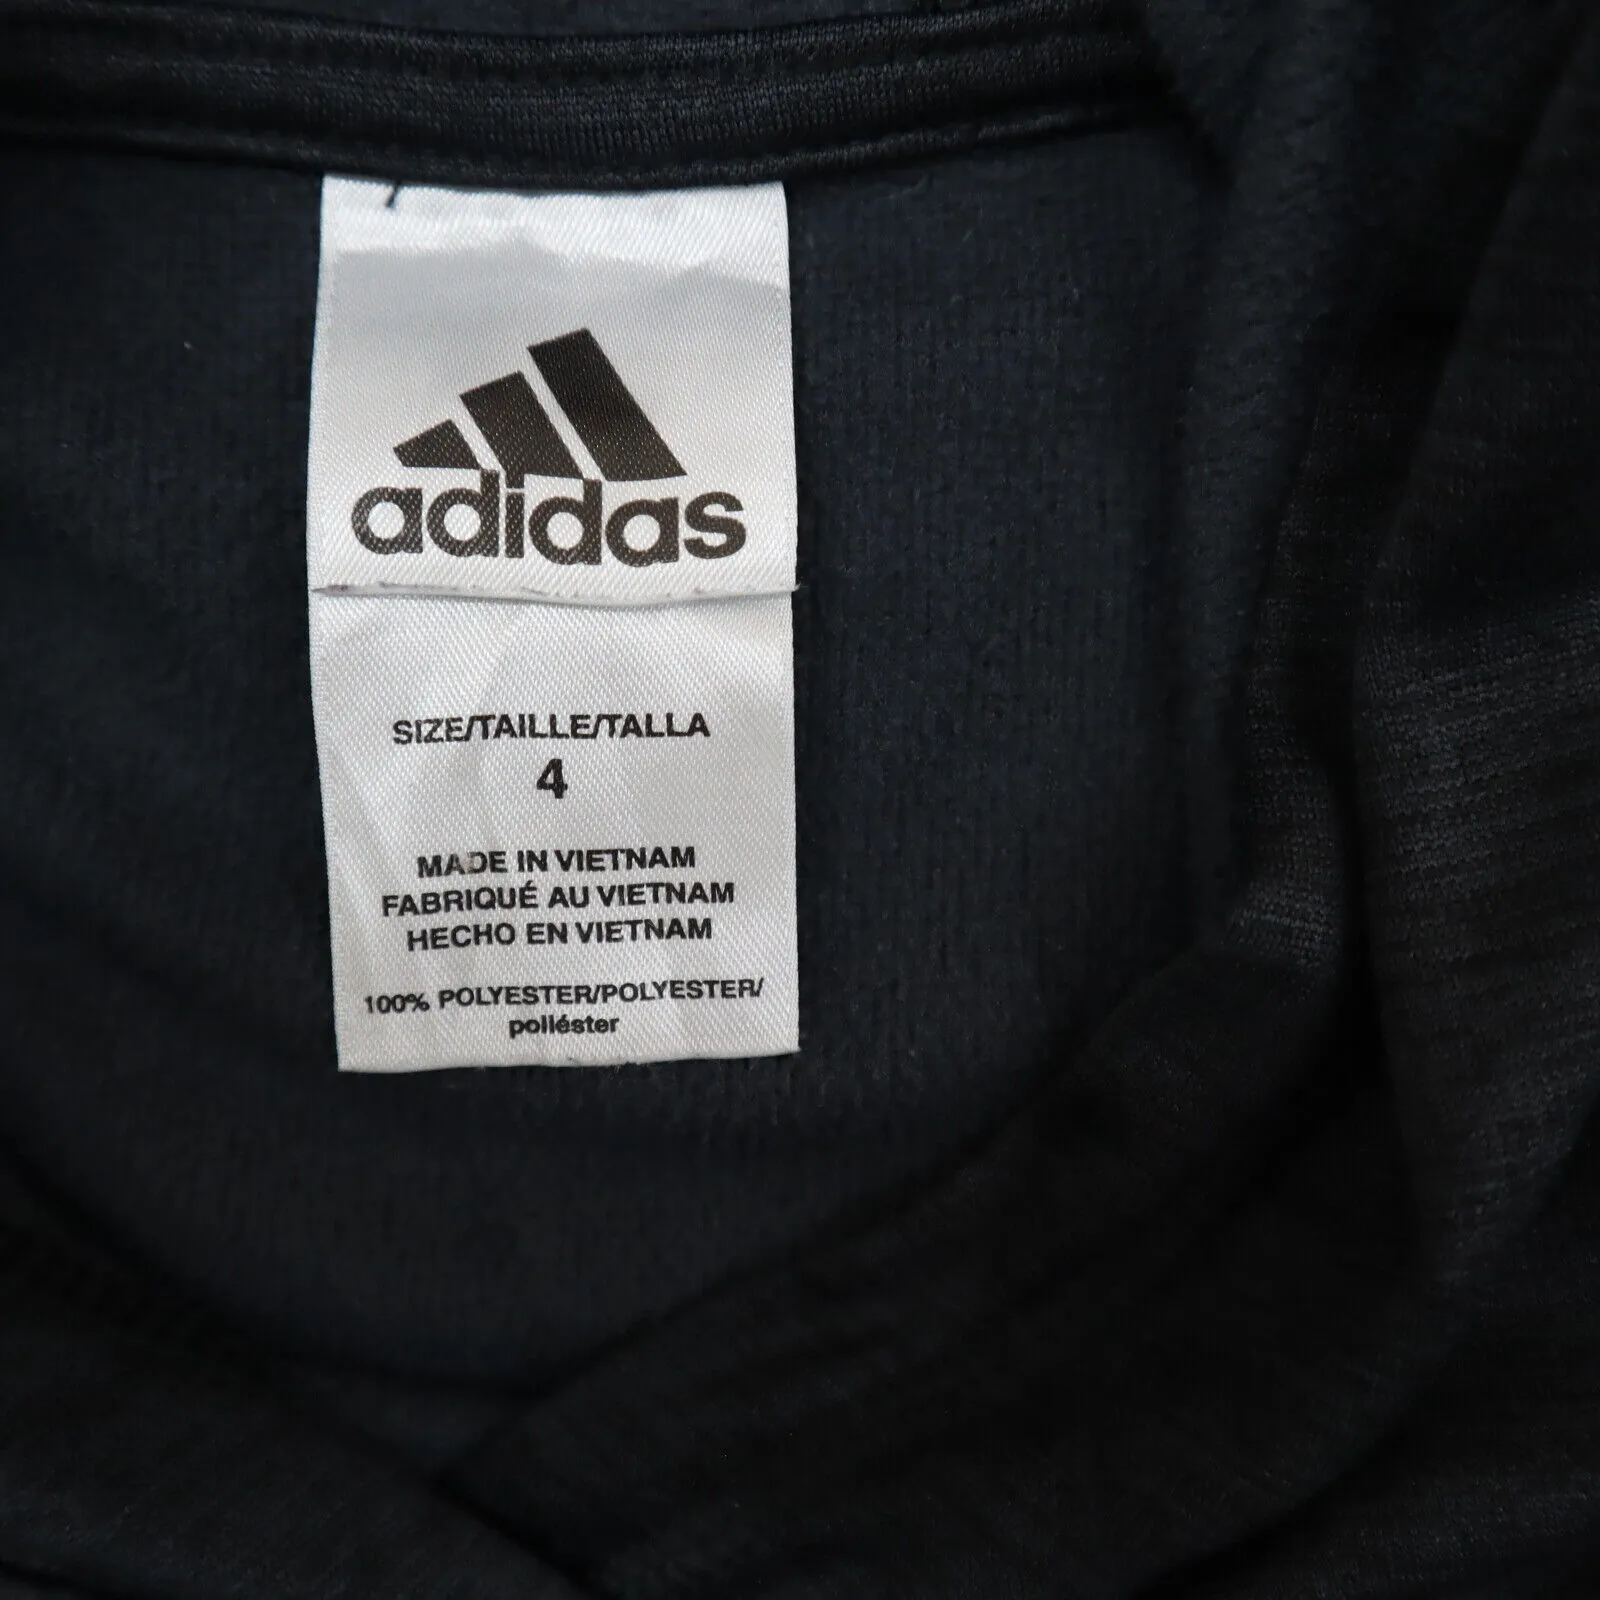 adidas
SIZE/TAILLE/TALLA
4
MADE IN VIETNAM
FABRIQUÉ AU VIETNAM
HECHO EN VIETNAM
100% POLYESTER/POLYESTER/
poliéster